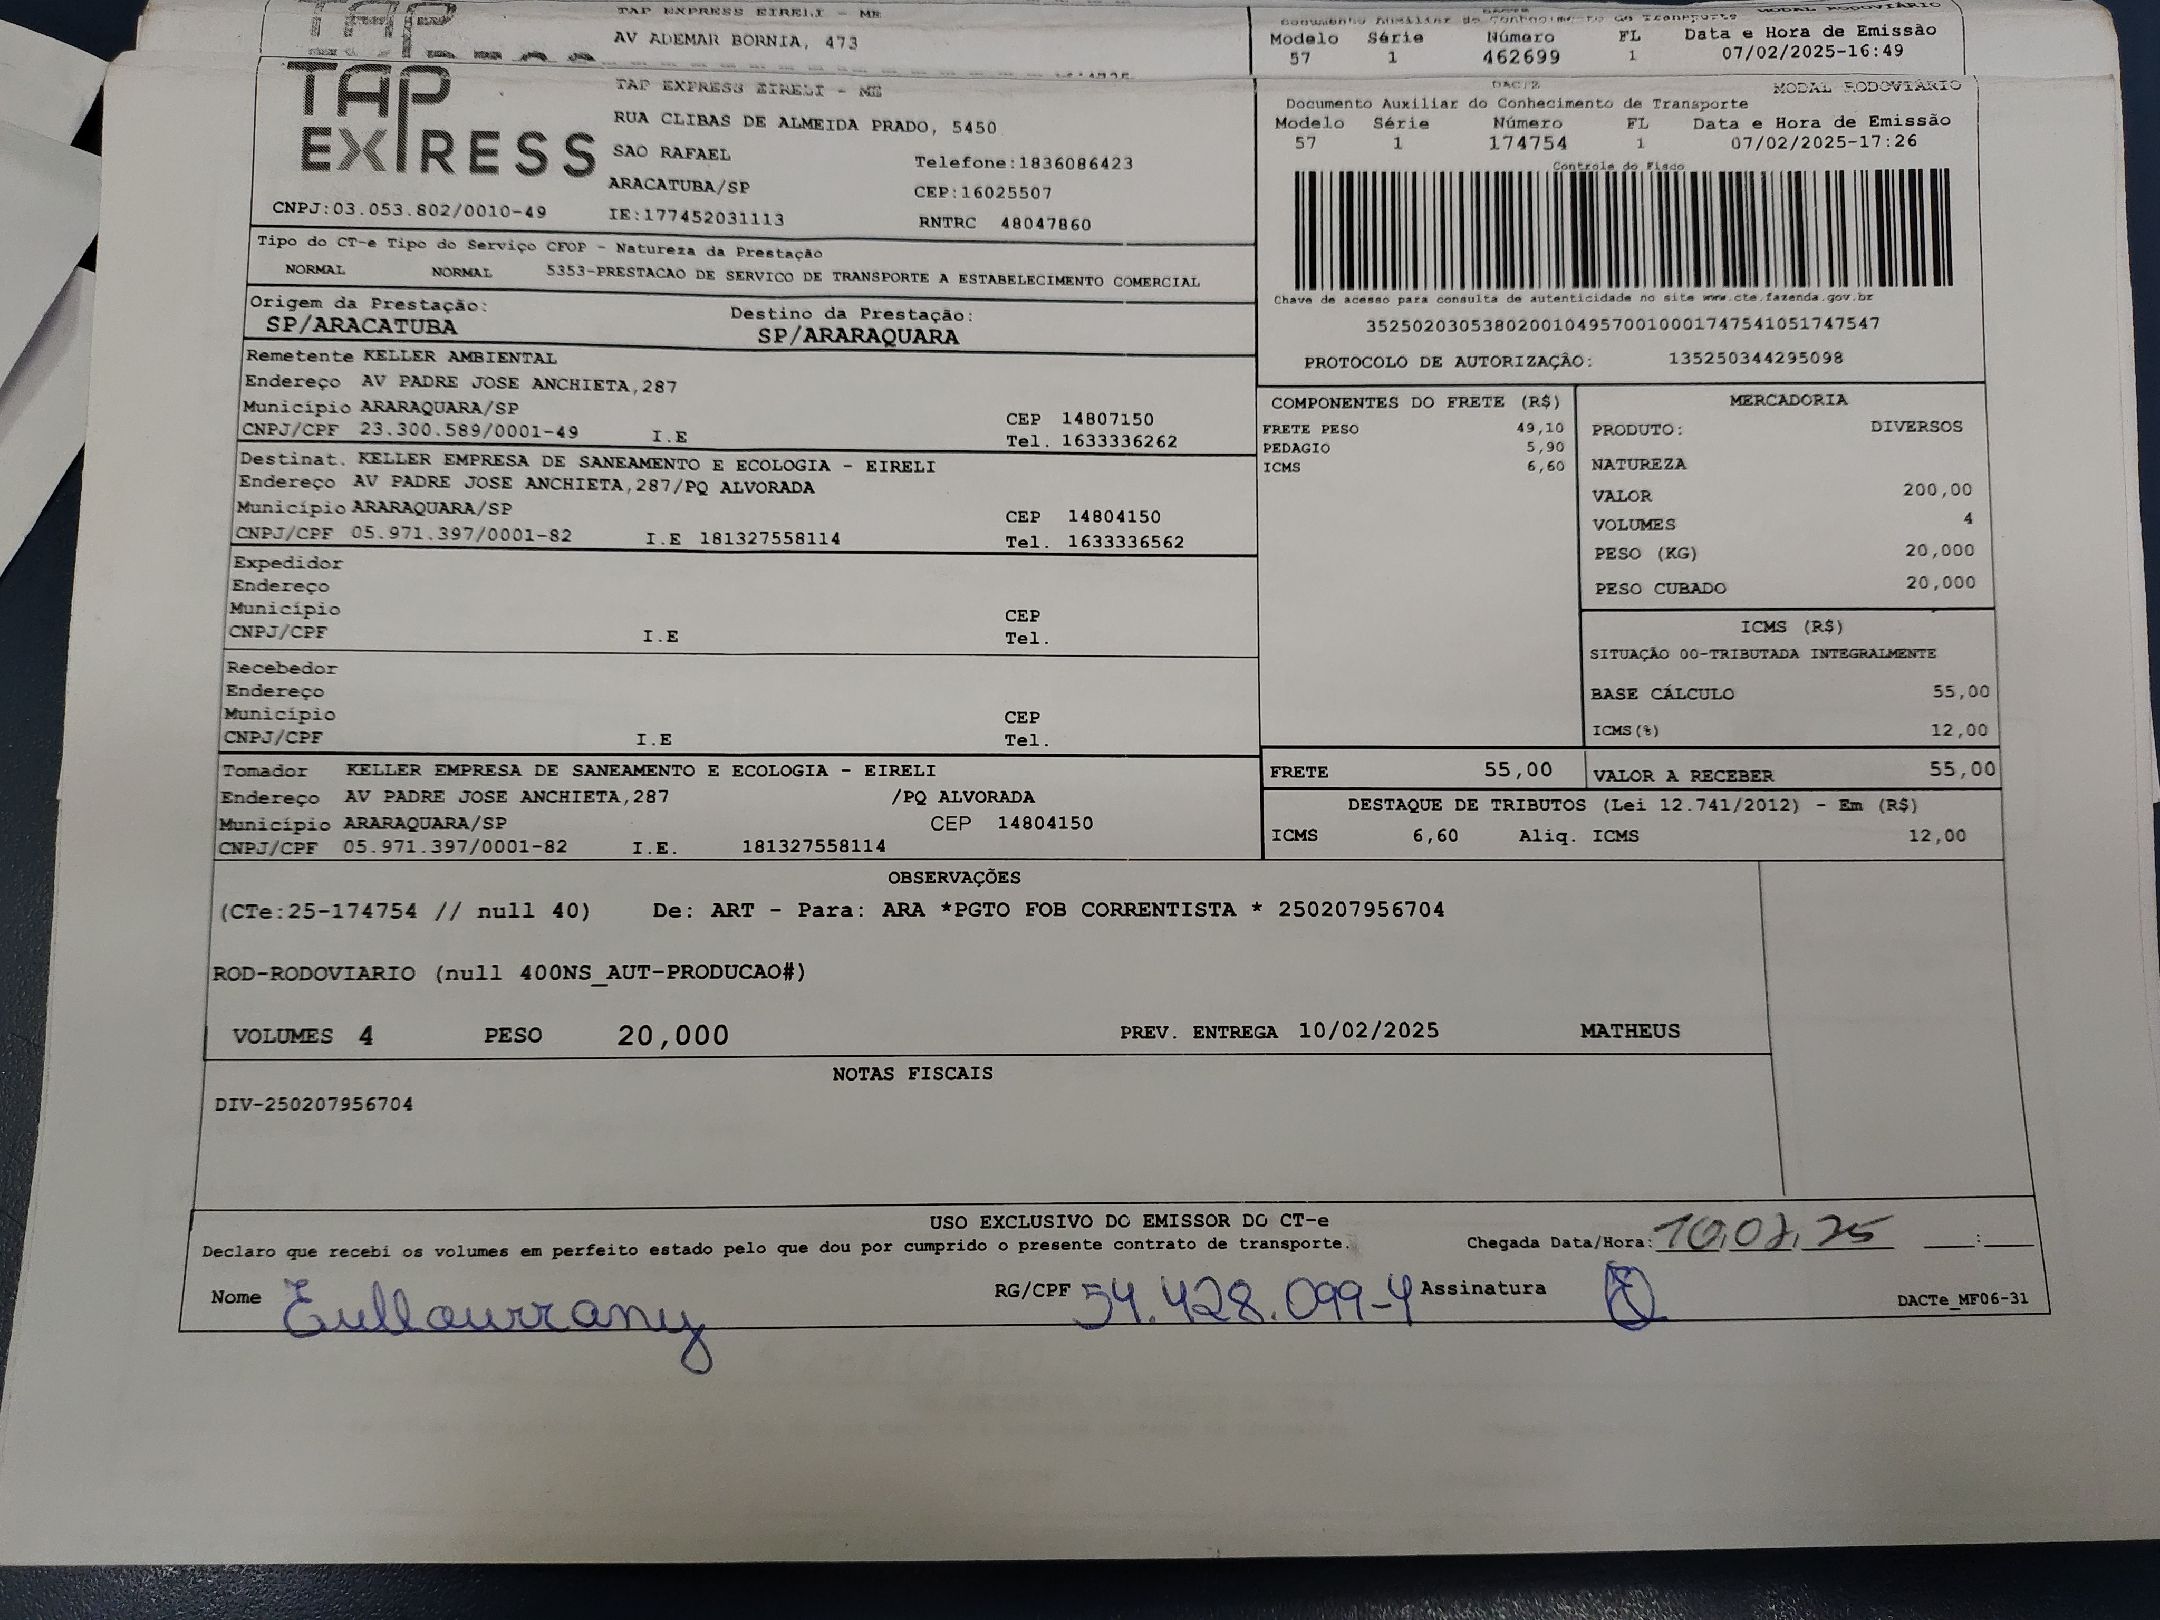 TAP EXPRESS EIRELI - ME
AV ADEMAR BORNIA, 473
Documento Auxiliar do Conhecimento de Transporte MODAL RODOVIÁRIO
Modelo Série Número FL Data e Hora de Emissão
57 1 462699 1 07/02/2025-16:49
TAP EXPRESS
TAP EXPRESS EIRELI - ME
RUA CLIBAS DE ALMEIDA PRADO, 5450
SAO RAFAEL Telefone:1836086423
ARACATUBA/SP CEP:16025507
CNPJ:03.053.802/0010-49 IE:177452031113 RNTRC 48047860
DACTE MODAL RODOVIÁRIO
Documento Auxiliar do Conhecimento de Transporte
Modelo Série Número FL Data e Hora de Emissão
57 1 174754 1 07/02/2025-17:26
Controle do Fisco
Chave de acesso para consulta de autenticidade no site www.cte.fazenda.gov.br
35250203053802001049570010001747541051747547
PROTOCOLO DE AUTORIZAÇÃO: 135250344295098
Tipo do CT-e Tipo do Serviço CFOP - Natureza da Prestação
NORMAL NORMAL 5353-PRESTACAO DE SERVICO DE TRANSPORTE A ESTABELECIMENTO COMERCIAL
Origem da Prestação: Destino da Prestação:
SP/ARACATUBA SP/ARARAQUARA
Remetente KELLER AMBIENTAL
Endereço AV PADRE JOSE ANCHIETA,287
Município ARARAQUARA/SP CEP 14807150
CNPJ/CPF 23.300.589/0001-49 I.E Tel. 1633336262
Destinat. KELLER EMPRESA DE SANEAMENTO E ECOLOGIA - EIRELI
Endereço AV PADRE JOSE ANCHIETA,287/PQ ALVORADA
Município ARARAQUARA/SP CEP 14804150
CNPJ/CPF 05.971.397/0001-82 I.E 181327558114 Tel. 1633336562
Expedidor
Endereço
Município CEP
CNPJ/CPF I.E Tel.
Recebedor
Endereço
Município CEP
CNPJ/CPF I.E Tel.
Tomador KELLER EMPRESA DE SANEAMENTO E ECOLOGIA - EIRELI
Endereço AV PADRE JOSE ANCHIETA,287 /PQ ALVORADA
Município ARARAQUARA/SP CEP 14804150
CNPJ/CPF 05.971.397/0001-82 I.E. 181327558114
COMPONENTES DO FRETE (R$)
FRETE PESO 49,10
PEDAGIO 5,90
ICMS 6,60
MERCADORIA
PRODUTO: DIVERSOS
NATUREZA
VALOR 200,00
VOLUMES 4
PESO (KG) 20,000
PESO CUBADO 20,000
ICMS (R$)
SITUAÇÃO 00-TRIBUTADA INTEGRALMENTE
BASE CÁLCULO 55,00
ICMS(%) 12,00
FRETE 55,00 VALOR A RECEBER 55,00
DESTAQUE DE TRIBUTOS (Lei 12.741/2012) - Em (R$)
ICMS 6,60 Aliq. ICMS 12,00
OBSERVAÇÕES
(CTe:25-174754 // null 40) De: ART - Para: ARA *PGTO FOB CORRENTISTA * 250207956704
ROD-RODOVIARIO (null 400NS_AUT-PRODUCAO#)
VOLUMES 4 PESO 20,000 PREV. ENTREGA 10/02/2025 MATHEUS
NOTAS FISCAIS
DIV-250207956704
USO EXCLUSIVO DO EMISSOR DO CT-e
Declaro que recebi os volumes em perfeito estado pelo que dou por cumprido o presente contrato de transporte. Chegada Data/Hora: 10,02,25 ___:___
Nome Eullourrany RG/CPF 54.428.099-4 Assinatura
DACTe_MF06-31